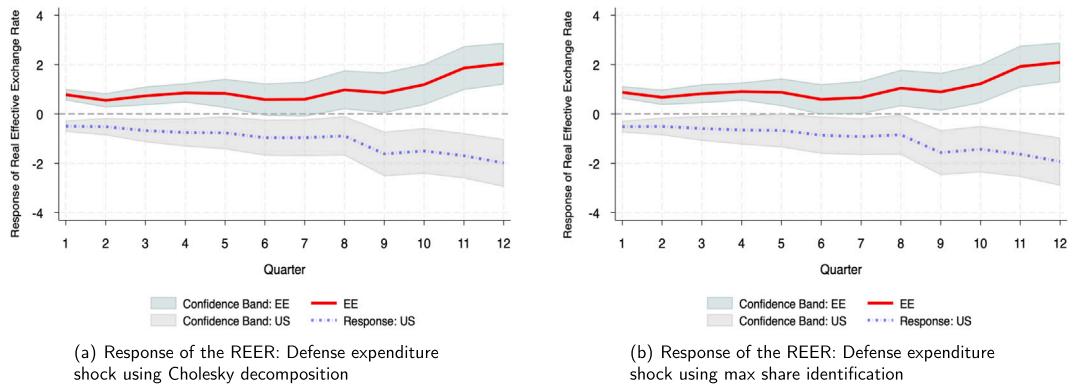 Response of Real Effective Exchange Rate
4
2
0
-2
-4
1 2 3 4 5 6 7 8 9 10 11 12
Quarter
Confidence Band: EE EE
Confidence Band: US Response: US
(a) Response of the REER: Defense expenditure
shock using Cholesky decomposition
Response of Real Effective Exchange Rate
4
2
0
-2
-4
1 2 3 4 5 6 7 8 9 10 11 12
Quarter
Confidence Band: EE EE
Confidence Band: US Response: US
(b) Response of the REER: Defense expenditure
shock using max share identification